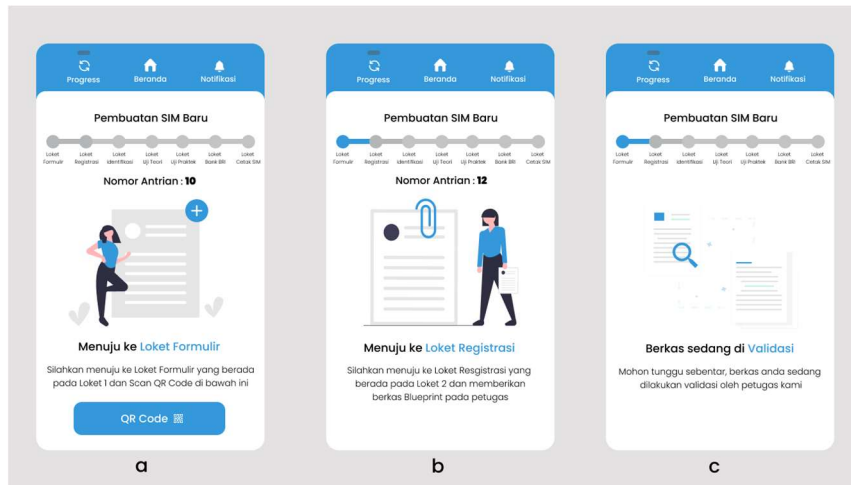 Progress Beranda Notifikasi
Pembuatan SIM Baru
Loket Formulir
Loket Registrasi
Loket Identifikasi
Loket Uji Teori
Loket Uji Praktek
Loket Bank BRI
Loket Cetak SIM
Nomor Antrian : 10
Menuju ke Loket Formulir
Silahkan menuju ke Loket Formulir yang berada
pada Loket 1 dan Scan QR Code di bawah ini
QR Code
a
Progress Beranda Notifikasi
Pembuatan SIM Baru
Loket Formulir
Loket Registrasi
Loket Identifikasi
Loket Uji Teori
Loket Uji Praktek
Loket Bank BRI
Loket Cetak SIM
Nomor Antrian : 12
Menuju ke Loket Registrasi
Silahkan menuju ke Loket Resgistrasi yang
berada pada Loket 2 dan memberikan
berkas Blueprint pada petugas
b
Progress Beranda Notifikasi
Pembuatan SIM Baru
Loket Formulir
Loket Registrasi
Loket Identifikasi
Loket Uji Teori
Loket Uji Praktek
Loket Bank BRI
Loket Cetak SIM
Berkas sedang di Validasi
Mohon tunggu sebentar, berkas anda sedang
dilakukan validasi oleh petugas kami
c